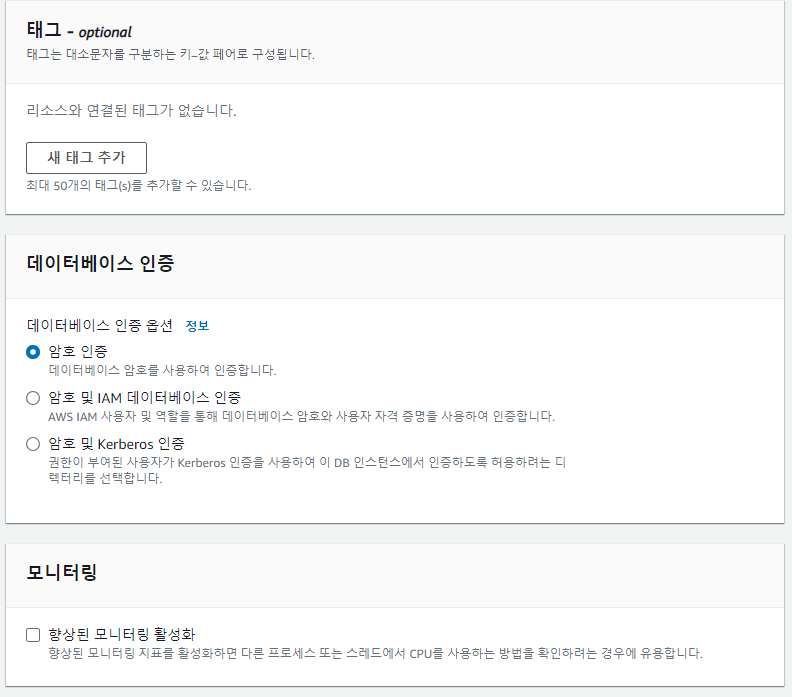 태그 - optional
태그는 대소문자를 구분하는 키-값 페어로 구성됩니다.
리소스와 연결된 태그가 없습니다.
새 태그 추가
최대 50개의 태그(s)를 추가할 수 있습니다.
데이터베이스 인증
데이터베이스 인증 옵션 정보
암호 인증
데이터베이스 암호를 사용하여 인증합니다.
암호 및 IAM 데이터베이스 인증
AWS IAM 사용자 및 역할을 통해 데이터베이스 암호와 사용자 자격 증명을 사용하여 인증합니다.
암호 및 Kerberos 인증
권한이 부여된 사용자가 Kerberos 인증을 사용하여 이 DB 인스턴스에서 인증하도록 허용하려는 디
렉터리를 선택합니다.
모니터링
향상된 모니터링 활성화
향상된 모니터링 지표를 활성화하면 다른 프로세스 또는 스레드에서 CPU를 사용하는 방법을 확인하려는 경우에 유용합니다.